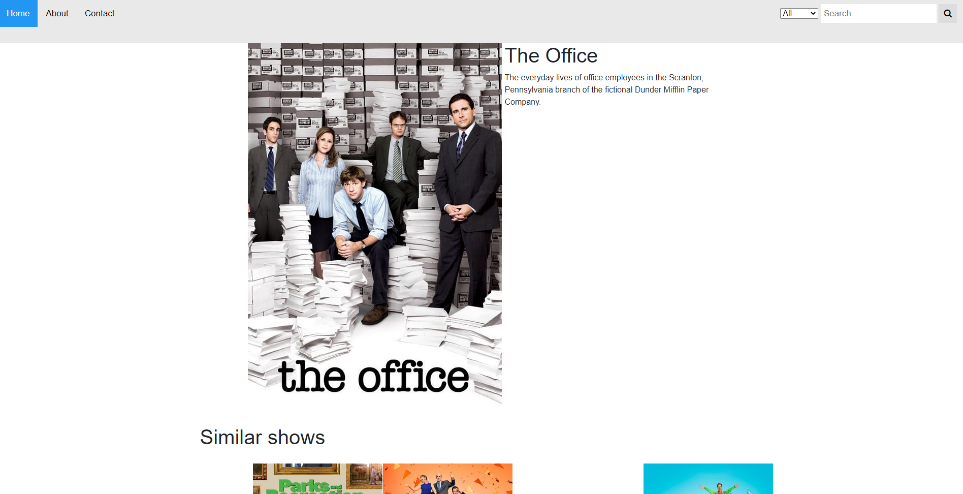 Home About Contact All Search
The Office
The everyday lives of office employees in the Scranton,
Pennsylvania branch of the fictional Dunder Mifflin Paper
Company.
the office
Similar shows
Parks and